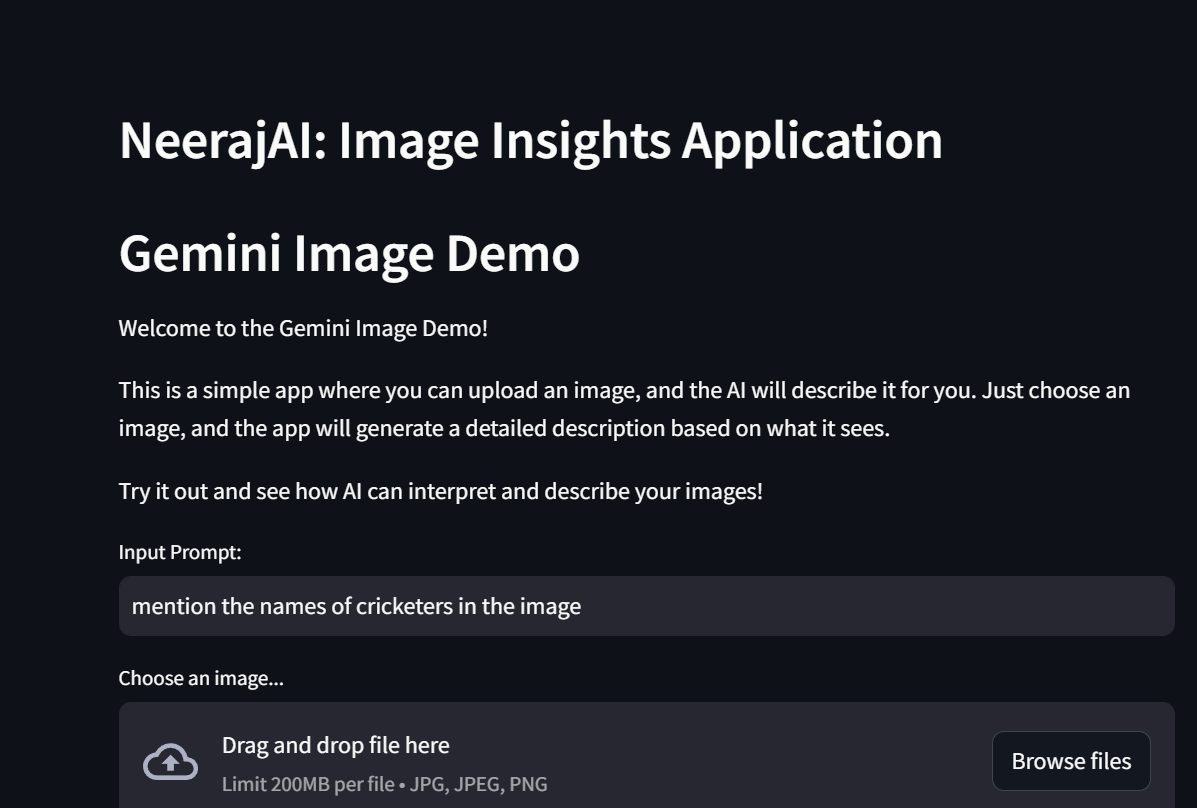 NeerajAI: Image Insights Application
Gemini Image Demo
Welcome to the Gemini Image Demo!
This is a simple app where you can upload an image, and the AI will describe it for you. Just choose an
image, and the app will generate a detailed description based on what it sees.
Try it out and see how AI can interpret and describe your images!
Input Prompt:
mention the names of cricketers in the image
Choose an image...
Drag and drop file here
Limit 200MB per file • JPG, JPEG, PNG
Browse files